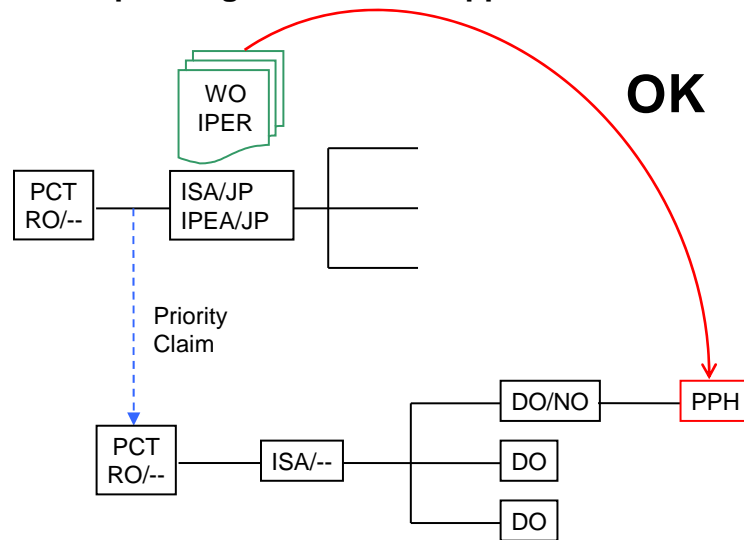 WO
IPER
OK
PCT
RO/--
ISA/JP
IPEA/JP
Priority
Claim
DO/NO
PPH
PCT
RO/--
ISA/--
DO
DO